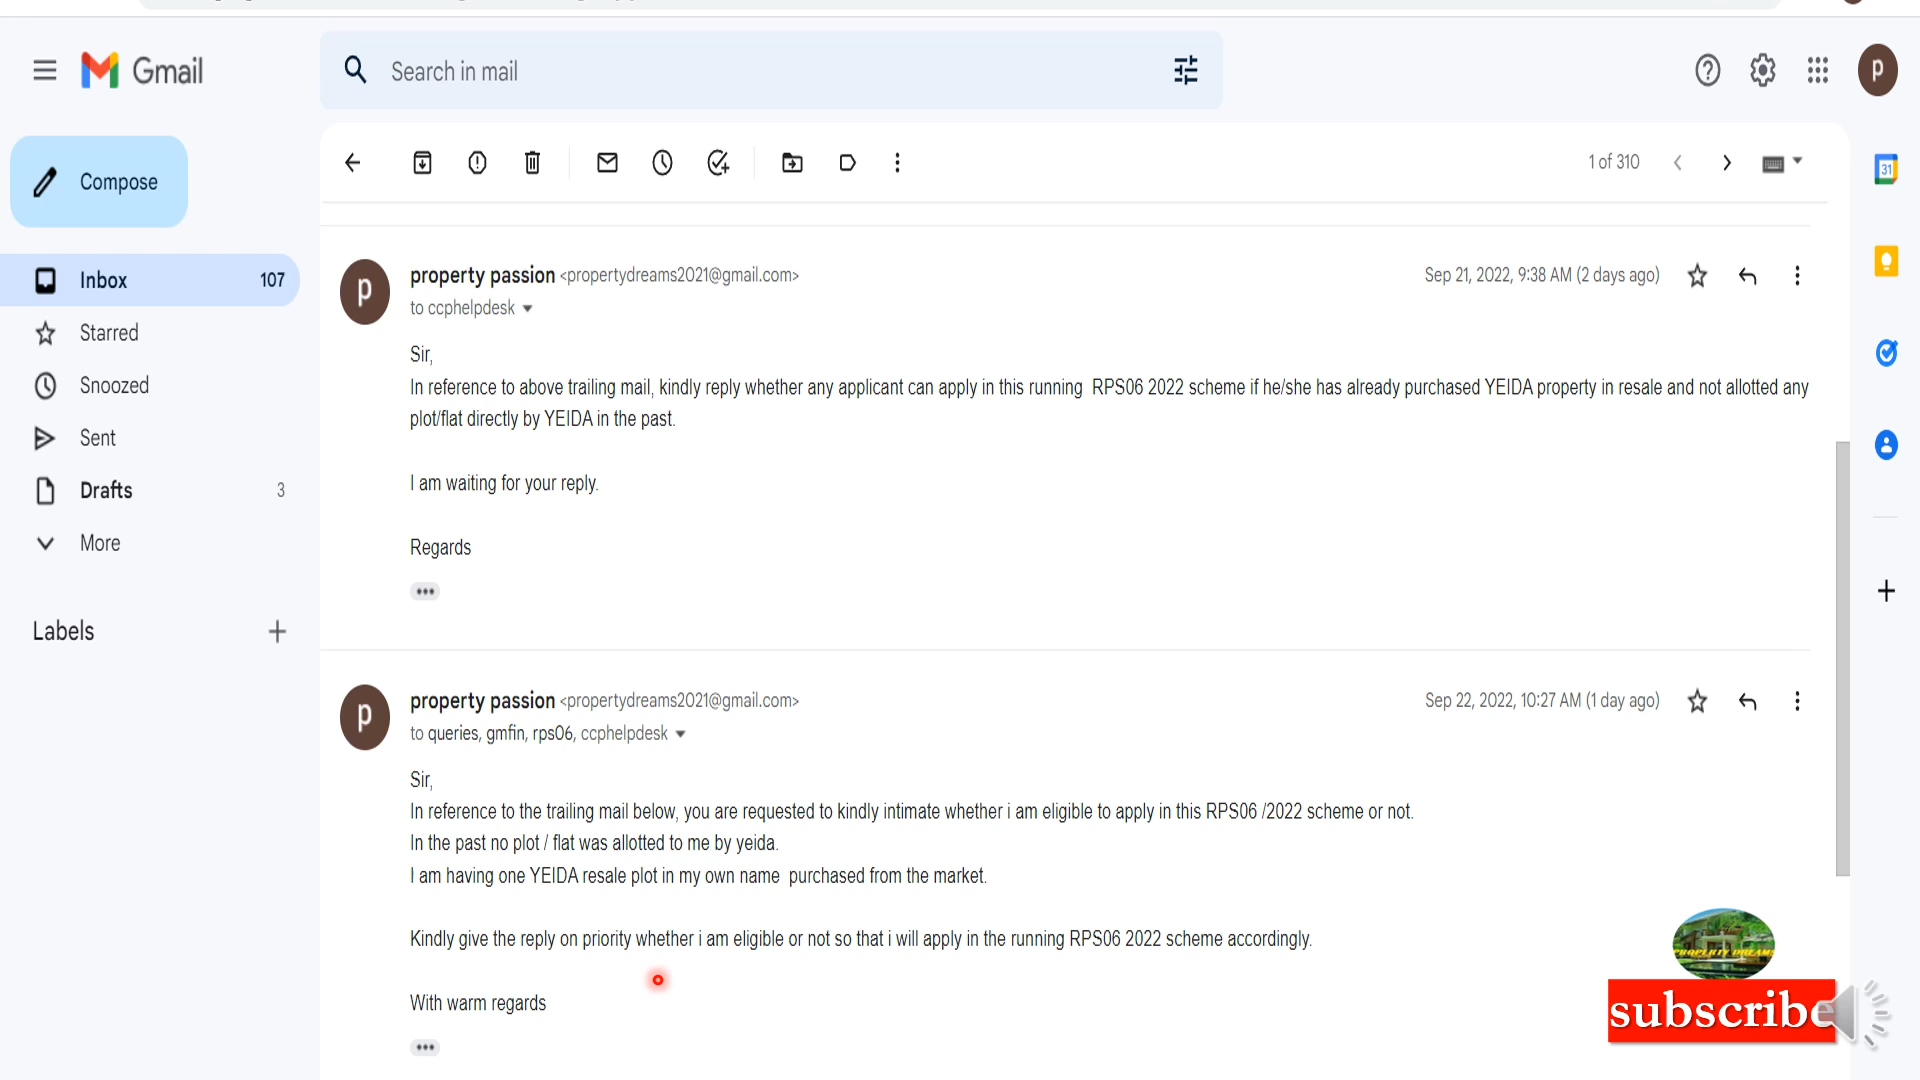 Gmail
Search in mail
p
Compose
1 of 310
31
Inbox 107
Starred
Snoozed
Sent
Drafts 3
More
Labels
p
property passion <propertydreams2021@gmail.com>
Sep 21, 2022, 9:38 AM (2 days ago)
to ccphelpdesk
Sir,
In reference to above trailing mail, kindly reply whether any applicant can apply in this running RPS06 2022 scheme if he/she has already purchased YEIDA property in resale and not allotted any
plot/flat directly by YEIDA in the past.
I am waiting for your reply.
Regards
p
property passion <propertydreams2021@gmail.com>
Sep 22, 2022, 10:27 AM (1 day ago)
to queries, gmfin, rps06, ccphelpdesk
Sir,
In reference to the trailing mail below, you are requested to kindly intimate whether i am eligible to apply in this RPS06 /2022 scheme or not.
In the past no plot / flat was allotted to me by yeida.
I am having one YEIDA resale plot in my own name purchased from the market.
Kindly give the reply on priority whether i am eligible or not so that i will apply in the running RPS06 2022 scheme accordingly.
With warm regards
PROPERTY DREAMS
subscribe